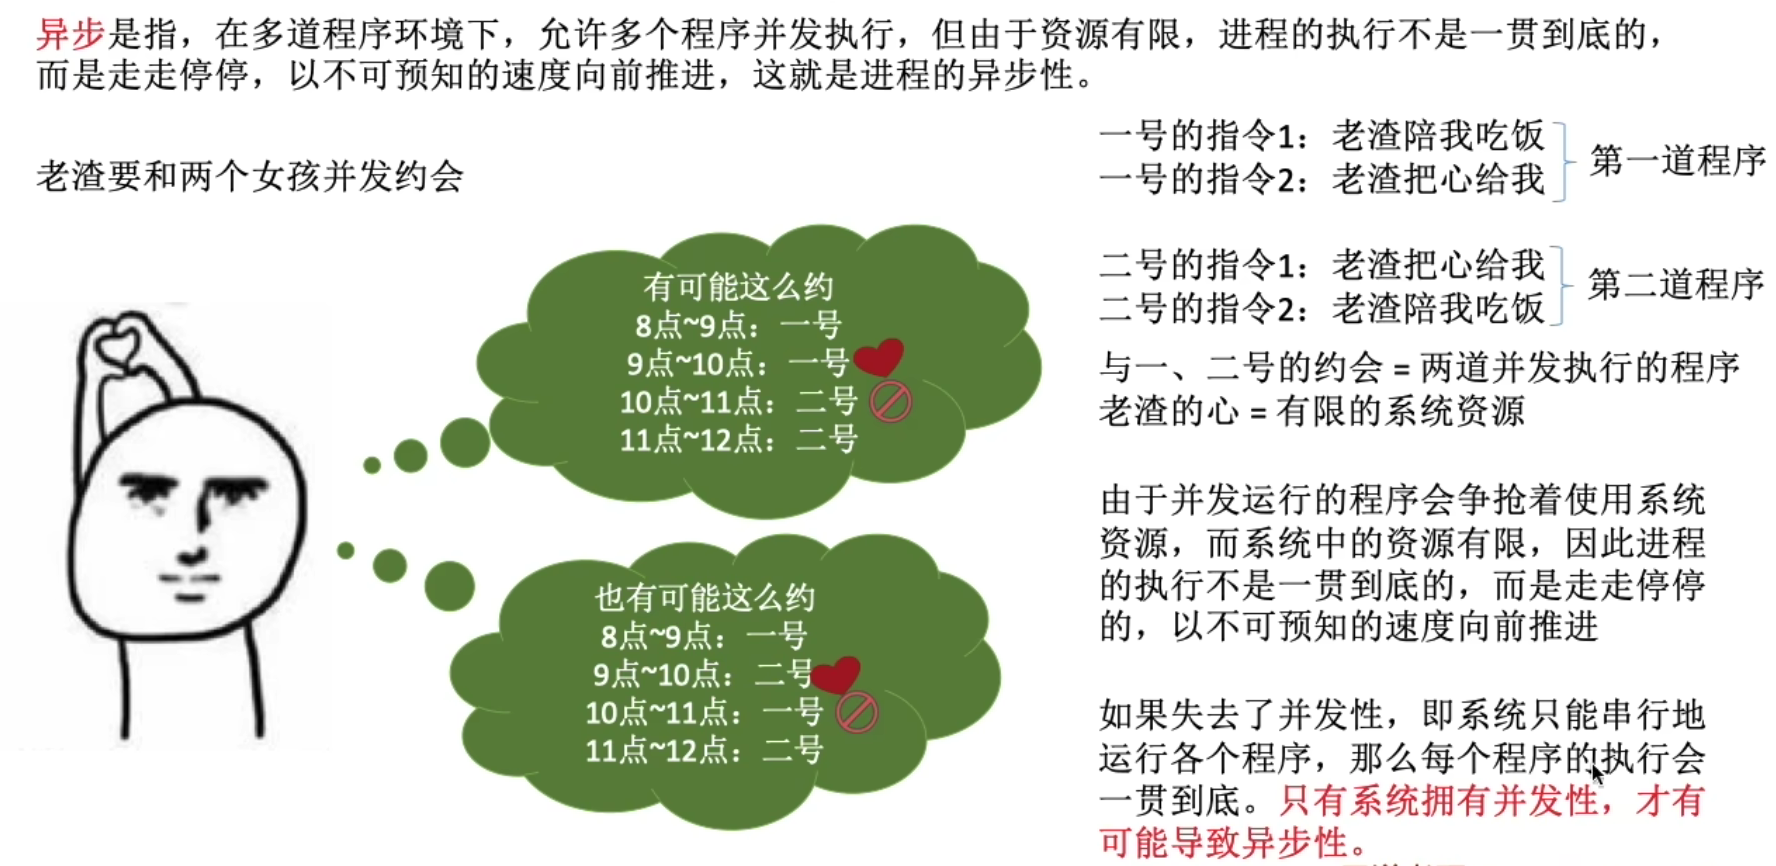 异步是指，在多道程序环境下，允许多个程序并发执行，但由于资源有限，进程的执行不是一贯到底的，
而是走走停停，以不可预知的速度向前推进，这就是进程的异步性。
老渣要和两个女孩并发约会
有可能这么约
8点~9点：一号
9点~10点：一号
10点~11点：二号
11点~12点：二号
也有可能这么约
8点~9点：一号
9点~10点：二号
10点~11点：一号
11点~12点：二号
一号的指令1：老渣陪我吃饭
一号的指令2：老渣把心给我
第一道程序
二号的指令1：老渣把心给我
二号的指令2：老渣陪我吃饭
第二道程序
与一、二号的约会 = 两道并发执行的程序
老渣的心 = 有限的系统资源
由于并发运行的程序会争抢着使用系统
资源，而系统中的资源有限，因此进程
的执行不是一贯到底的，而是走走停停
的，以不可预知的速度向前推进
如果失去了并发性，即系统只能串行地
运行各个程序，那么每个程序的执行会
一贯到底。只有系统拥有并发性，才有
可能导致异步性。